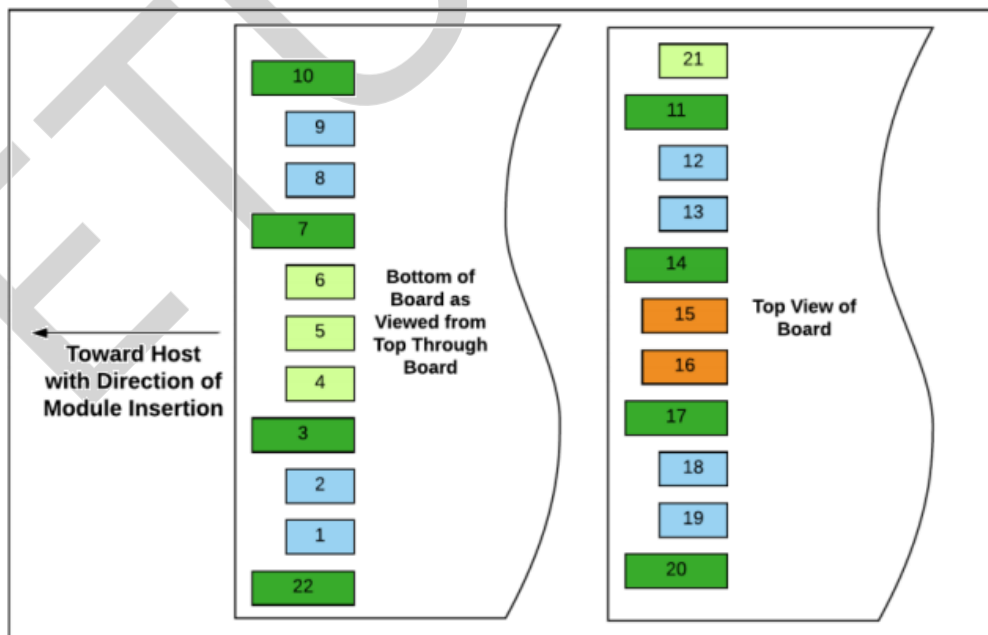 10
9
8
7
6
5
4
3
2
1
22
Bottom of
Board as
Viewed from
Top Through
Board
Toward Host
with Direction of
Module Insertion
21
11
12
13
14
15
16
17
18
19
20
Top View of
Board